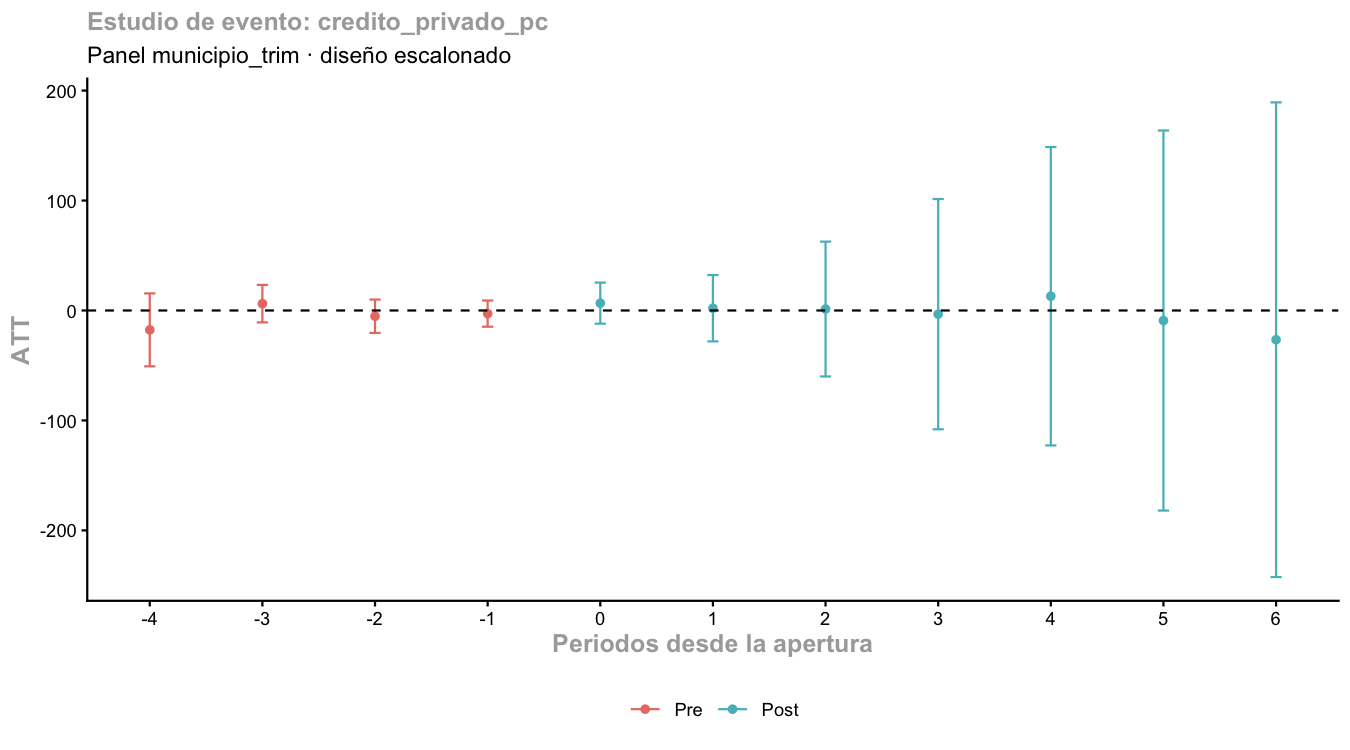 Estudio de evento: credito_privado_pc
Panel municipio_trim · diseño escalonado
200
100
0
-100
-200
ATT
-4 -3 -2 -1 0 1 2 3 4 5 6
Periodos desde la apertura
Pre Post